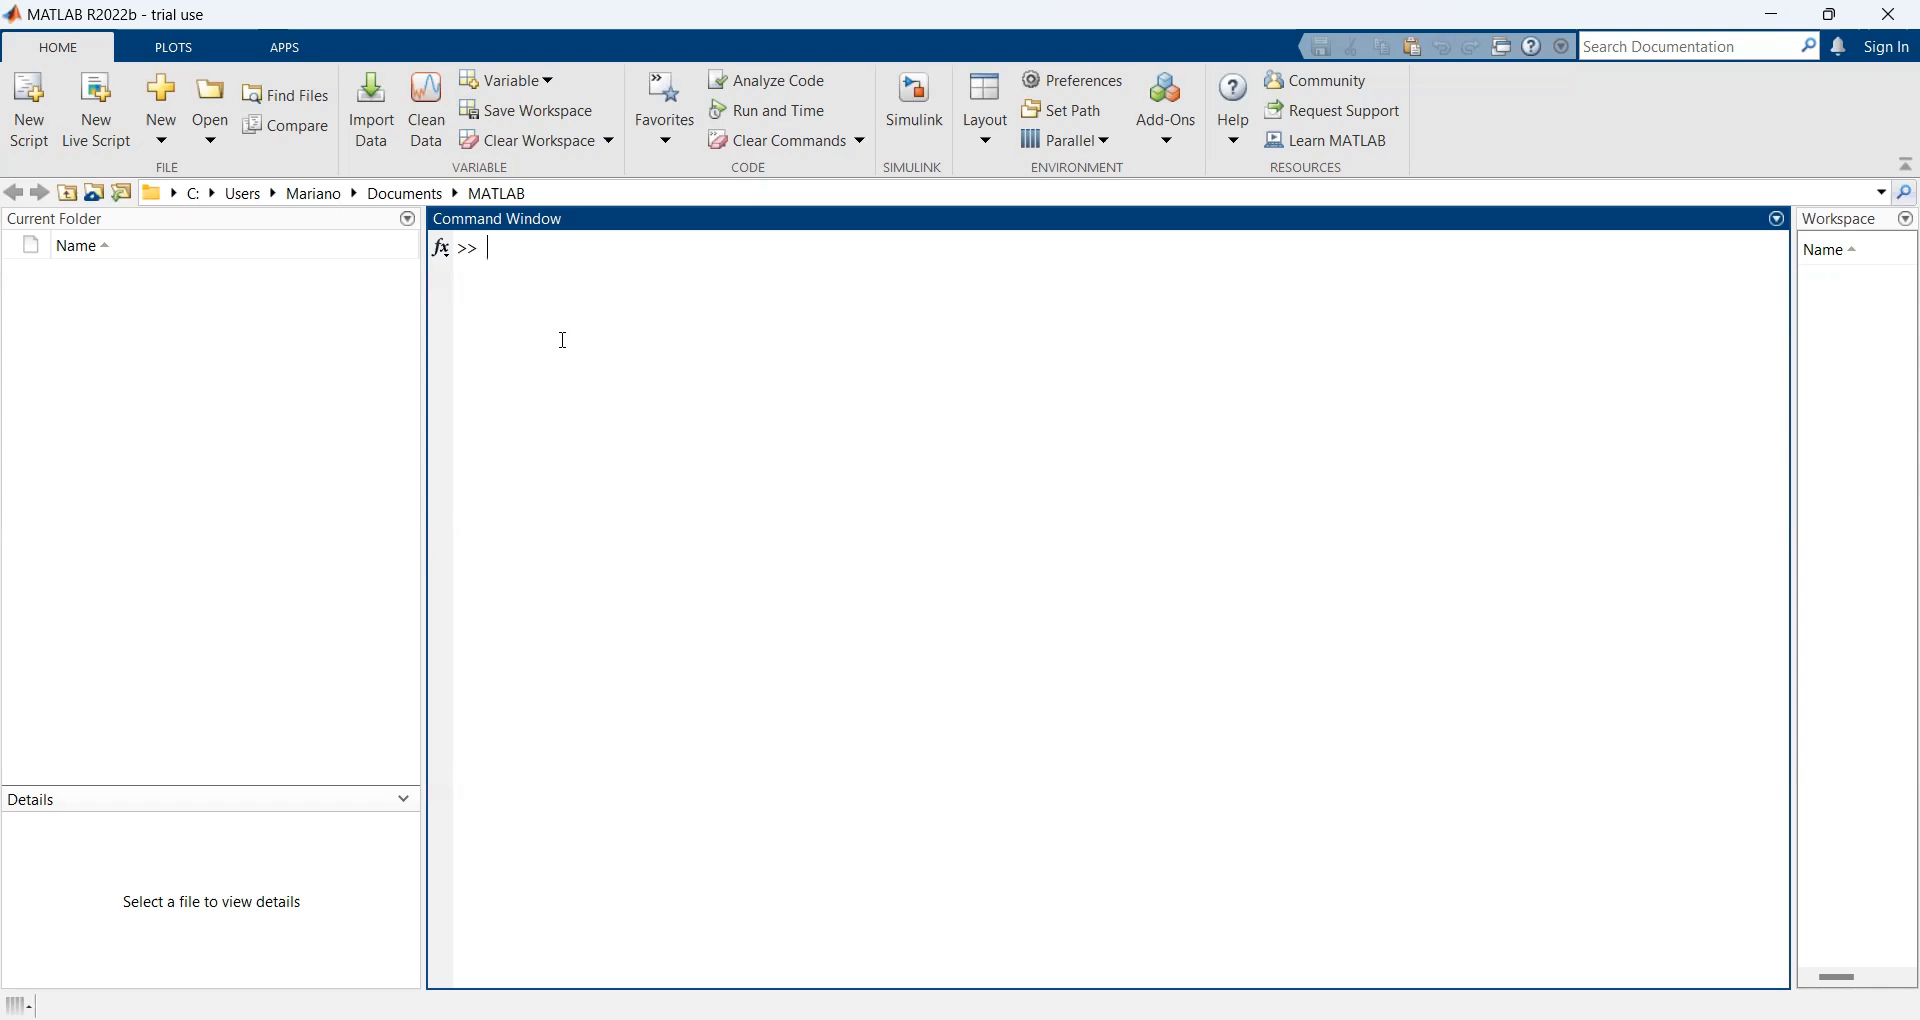 MATLAB R2022b - trial use
HOME PLOTS APPS
Search Documentation
Sign In
New Script
New Live Script
New
Open
Find Files
Compare
FILE
Import Data
Clean Data
Variable
Save Workspace
Clear Workspace
VARIABLE
Favorites
Analyze Code
Run and Time
Clear Commands
CODE
Simulink
SIMULINK
Layout
Preferences
Set Path
Parallel
Add-Ons
ENVIRONMENT
Help
Community
Request Support
Learn MATLAB
RESOURCES
C: Users Mariano Documents MATLAB
Current Folder
Name
Command Window
fx >>
Workspace
Name
Details
Select a file to view details